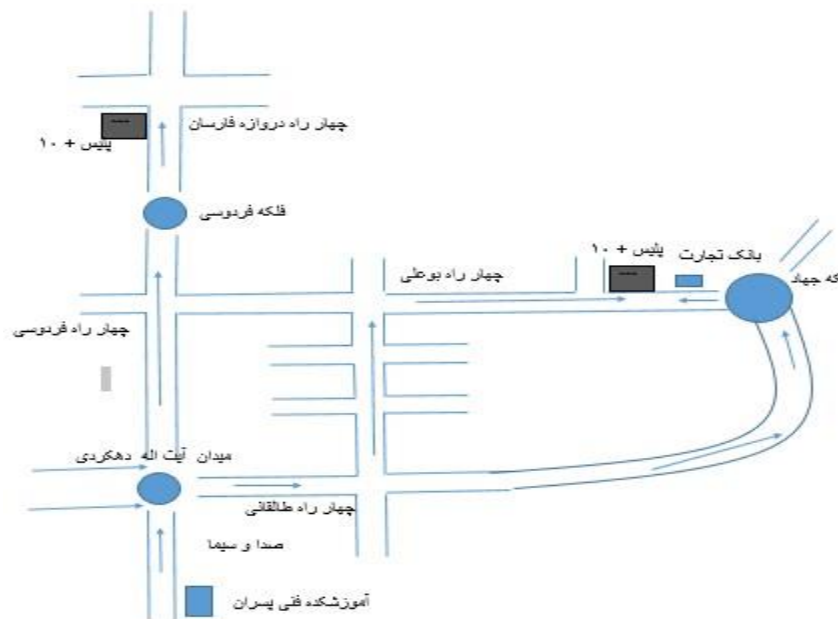 چهار راه دروازه فارسان
پلیس + ۱۰
فلکه فردوسی
پلیس + ۱۰
بانک تجارت
چهار راه بوعلی
که جهاد
چهار راه فردوسی
میدان آیت اله دهکردی
چهار راه طالقانی
صدا و سیما
آموزشکده فنی پسران